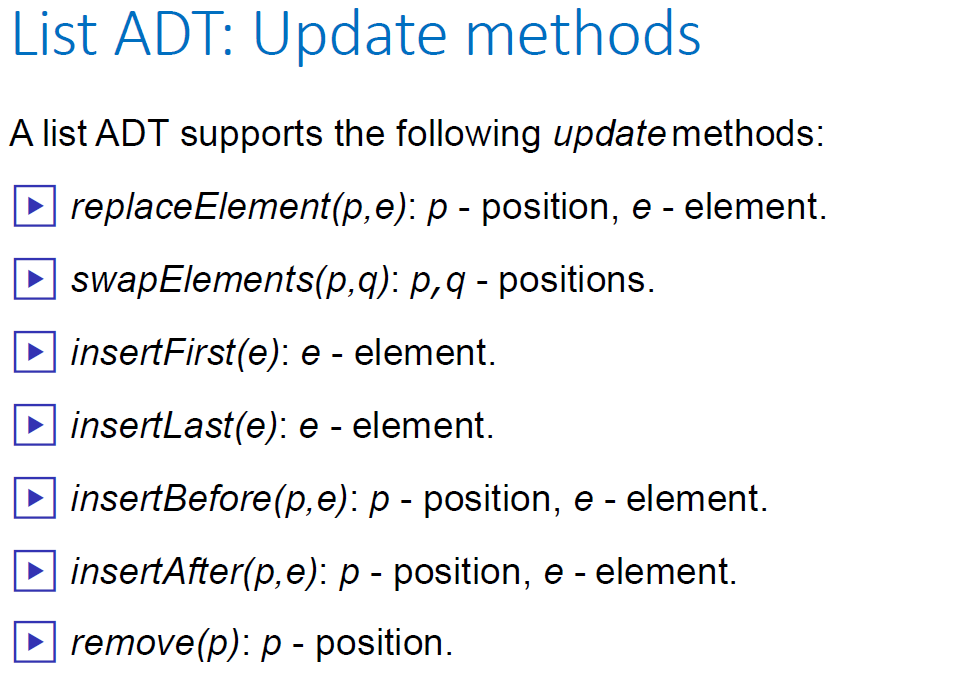 List ADT: Update methods
A list ADT supports the following update methods:
replaceElement(p,e): p - position, e - element.
swapElements(p,q): p,q - positions.
insertFirst(e): e - element.
insertLast(e): e - element.
insertBefore(p,e): p - position, e - element.
insertAfter(p,e): p - position, e - element.
remove(p): p - position.